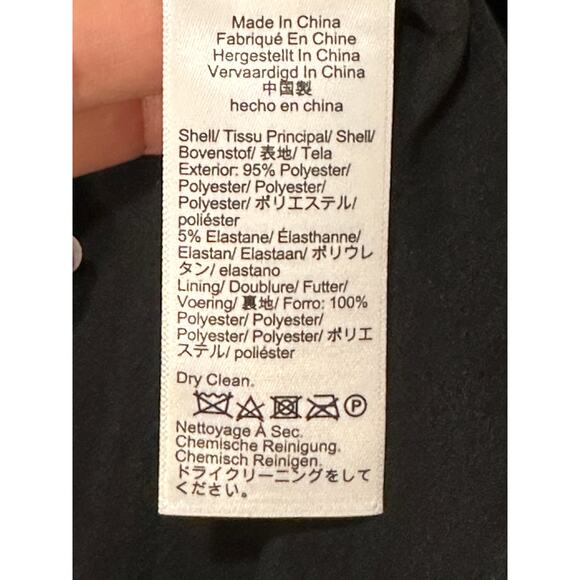 Made In China
Fabriqué En Chine
Hergestellt In China
Vervaardigd In China
中国製
hecho en china
Shell/ Tissu Principal/ Shell/
Bovenstof/ 表地/ Tela
Exterior: 95% Polyester/
Polyester/ Polyester/
Polyester/ ポリエステル/
poliéster
5% Elastane/ Élasthanne/
Elastan/ Elastaan/ ポリウレ
タン/ elastano
Lining/ Doublure/ Futter/
Voering/ 裏地/ Forro: 100%
Polyester/ Polyester/
Polyester/ Polyester/ ポリエ
ステル/ poliéster
Dry Clean.
P
Nettoyage À Sec.
Chemische Reinigung.
Chemisch Reinigen.
ドライクリーニングをして
ください。